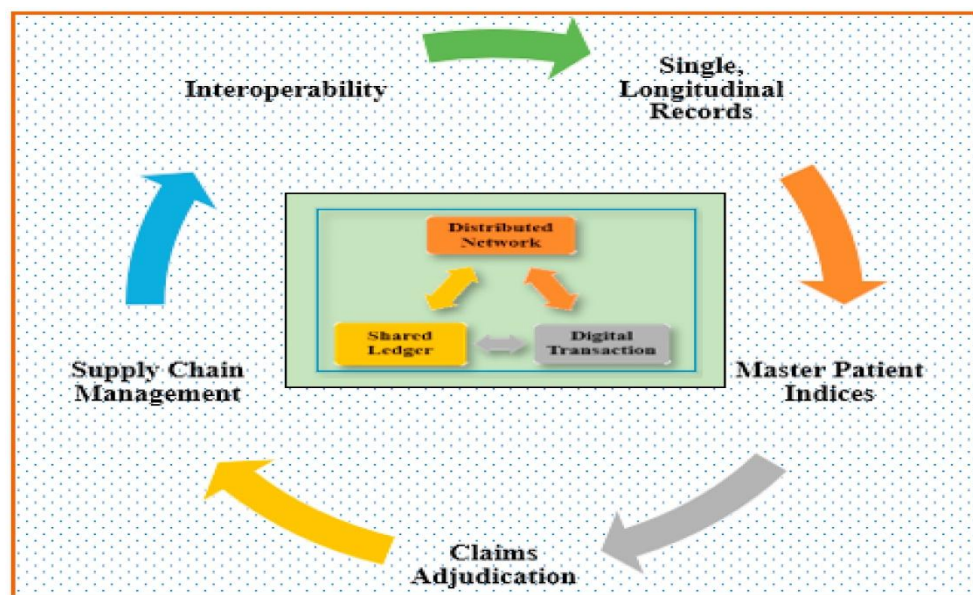 Interoperability
Single,
Longitudinal
Records
Distributed
Network
Shared
Ledger
Digital
Transaction
Supply Chain
Management
Master Patient
Indices
Claims
Adjudication